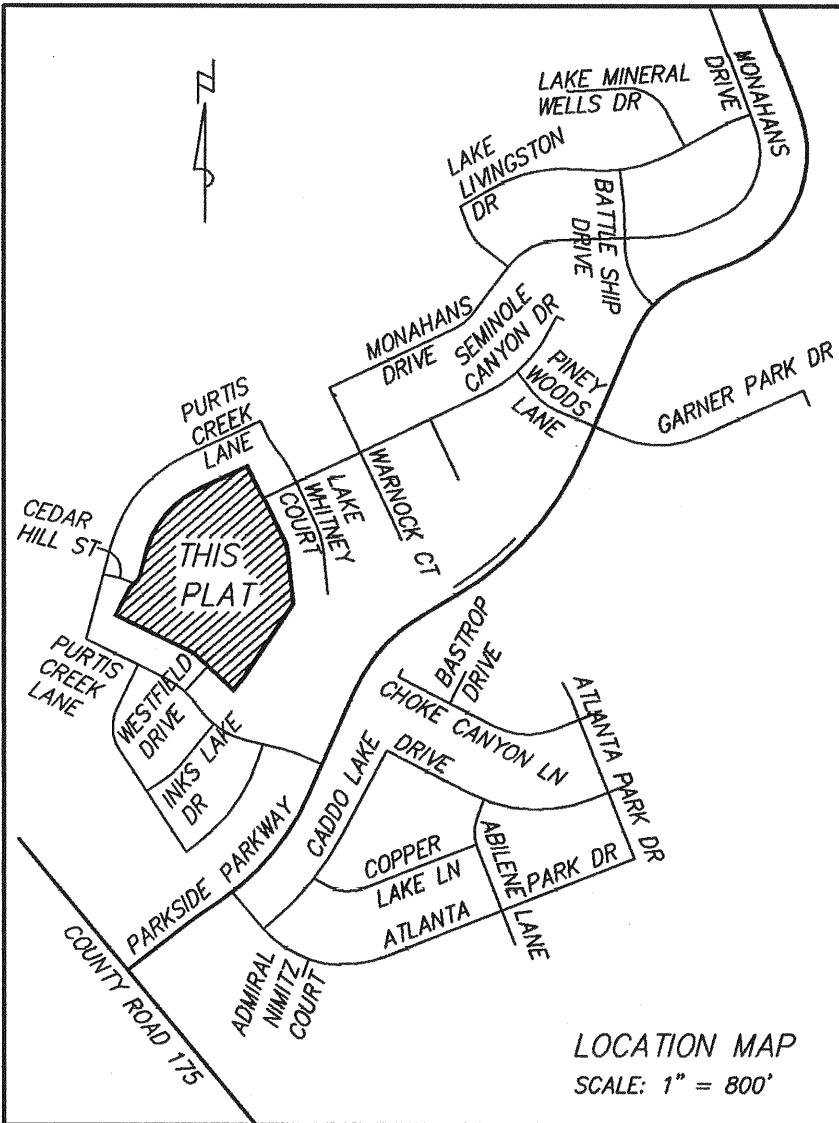 N
MONAHANS
DRIVE
LAKE MINERAL
WELLS DR
LAKE
LIVINGSTON
DR
BATTLE SHIP
DRIVE
MONAHANS
DRIVE
SEMINOLE
CANYON DR
PINEY
WOODS
LANE
GARNER PARK DR
PURTIS
CREEK
LANE
LAKE
WHITNEY
COURT
WARNOCK CT
CEDAR
HILL ST
THIS
PLAT
PURTIS
CREEK
LANE
WESTFIELD
DRIVE
INKS LAKE
DR
BASTROP
DRIVE
CHOKE CANYON LN
ATLANTA PARK DR
CADDO LAKE
DRIVE
COPPER
LAKE LN
ABILENE LANE
ATLANTA
PARK DR
PARKSIDE PARKWAY
ADMIRAL
NIMITZ
COURT
COUNTY ROAD 175
LOCATION MAP
SCALE: 1" = 800'